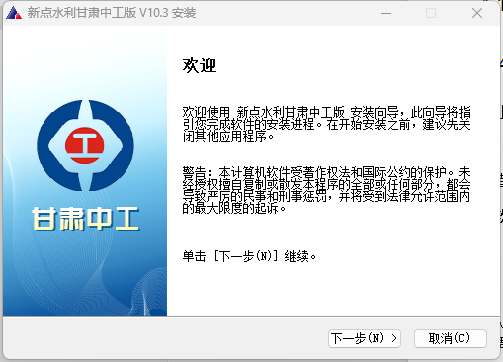 新点水利甘肃中工版 V10.3 安装
欢迎
欢迎使用 新点水利甘肃中工版 安装向导，此向导将指
引您完成软件的安装进程。在开始安装之前，建议先关
闭其他应用程序。
警告：本计算机软件受著作权法和国际公约的保护。未
经授权擅自复制或散发本程序的全部或任何部分，都会
导致严厉的民事和刑事惩罚，并将受到法律允许范围内
的最大限度的起诉。
单击 [下一步(N)] 继续。
甘肃中工
下一步(N) >
取消(C)